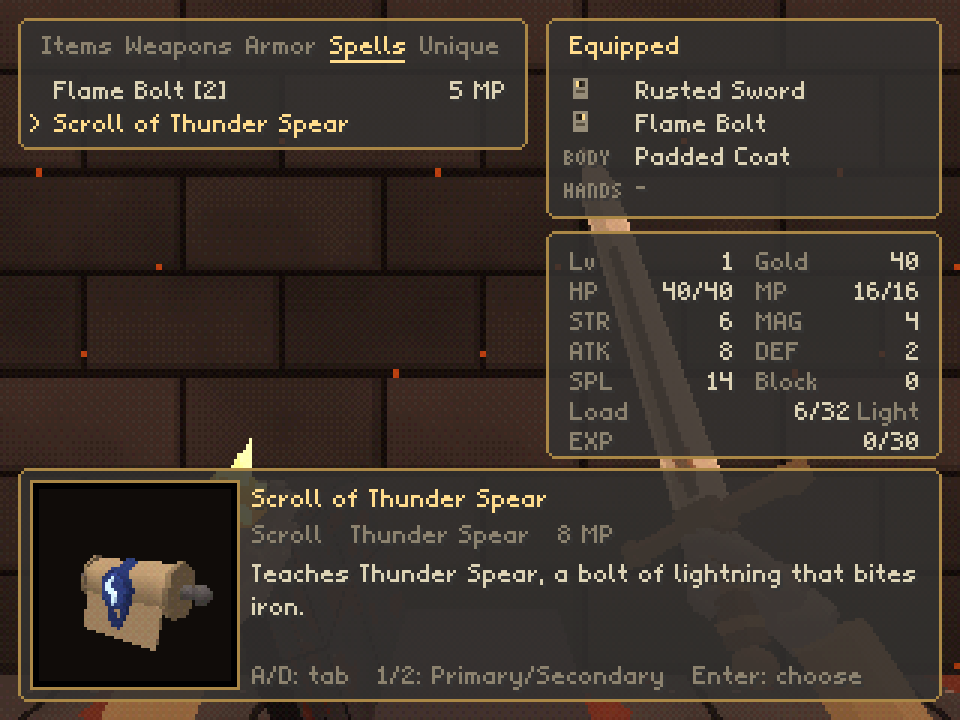 Items Weapons Armor Spells Unique
Flame Bolt [2] 5 MP
> Scroll of Thunder Spear
Equipped
Rusted Sword
Flame Bolt
BODY Padded Coat
HANDS -
Lv 1 Gold 40
HP 40/40 MP 16/16
STR 6 MAG 4
ATK 8 DEF 2
SPL 14 Block 0
Load 6/32 Light
EXP 0/30
Scroll of Thunder Spear
Scroll Thunder Spear 8 MP
Teaches Thunder Spear, a bolt of lightning that bites
iron.
A/D: tab 1/2: Primary/Secondary Enter: choose